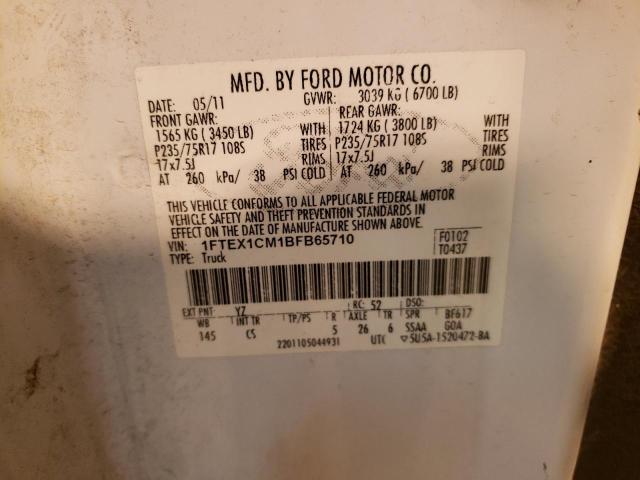 MFD. BY FORD MOTOR CO.
DATE: 05/11 GVWR: 3039 KG ( 6700 LB)
FRONT GAWR: REAR GAWR:
1565 KG ( 3450 LB) WITH 1724 KG ( 3800 LB) WITH
P235/75R17 108S TIRES P235/75R17 108S TIRES
17x7.5J RIMS 17x7.5J RIMS
AT 260 kPa/ 38 PSI COLD AT 260 kPa/ 38 PSI COLD
THIS VEHICLE CONFORMS TO ALL APPLICABLE FEDERAL MOTOR
VEHICLE SAFETY AND THEFT PREVENTION STANDARDS IN
EFFECT ON THE DATE OF MANUFACTURE SHOWN ABOVE.
VIN: 1FTEX1CM1BFB65710 F0102
TYPE: Truck T0437
EXT PNT: YZ RC: 52 DSO:
WB INT TR TP/PS R AXLE TR SPR BF617
145 CS 5 26 6 SSAA GOA
2201105044931 UTC 5U5A-1520472-BA